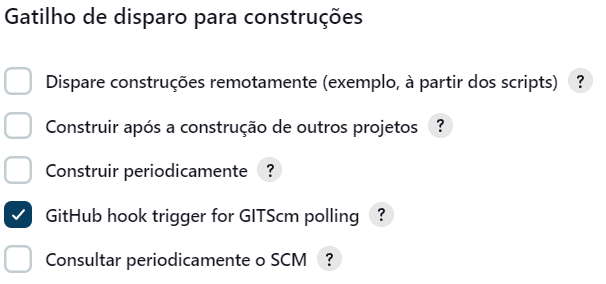 Gatilho de disparo para construções
Dispare construções remotamente (exemplo, à partir dos scripts) ?
Construir após a construção de outros projetos ?
Construir periodicamente ?
GitHub hook trigger for GITScm polling ?
Consultar periodicamente o SCM ?